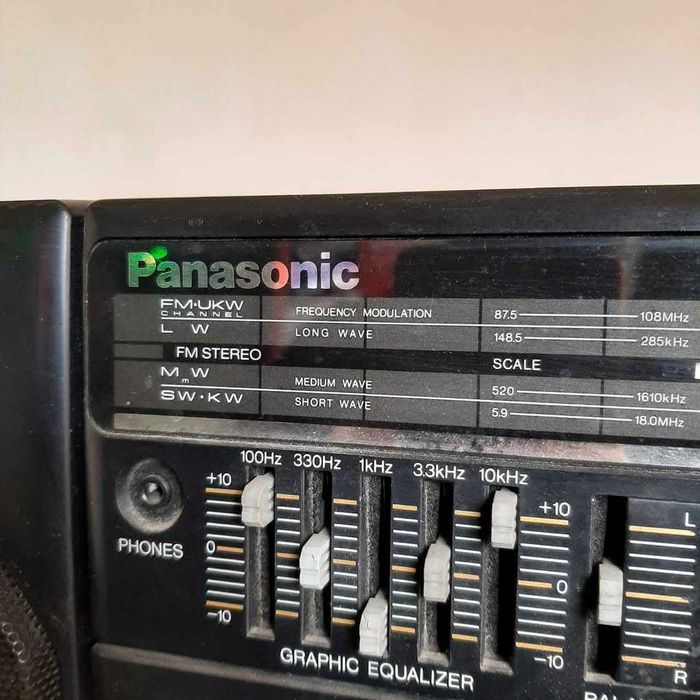 Panasonic
FM·UKW FREQUENCY MODULATION 87.5 108MHz
CHANNEL
L W LONG WAVE 148.5 285kHz
FM STEREO SCALE
MmW MEDIUM WAVE 520 1610kHz
SW·KW SHORT WAVE 5.9 18.0MHz
100Hz 330Hz 1kHz 3.3kHz 10kHz
+10 +10 L
PHONES 0 0
-10 -10 R
GRAPHIC EQUALIZER